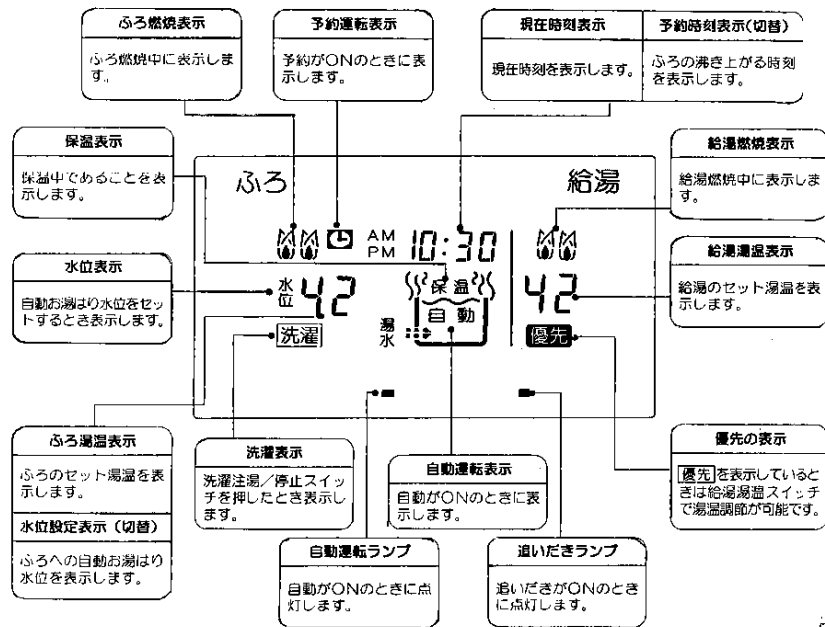 ふろ燃焼表示
ふろ燃焼中に表示しま
す。
予約運転表示
予約がONのときに表
示します。
現在時刻表示
現在時刻を表示します。
予約時刻表示(切替)
ふろの沸き上がる時刻
を表示します。
保温表示
保温中であることを表
示します。
給湯燃焼表示
給湯燃焼中に表示しま
す。
ふろ
給湯
AM
PM
10:30
水位表示
自動お湯はり水位をセッ
トするとき表示します。
水位
42
保温
自動
湯水
洗濯
42
優先
給湯湯温表示
給湯のセット湯温を表
示します。
ふろ湯温表示
ふろのセット湯温を表
示します。
水位設定表示(切替)
ふろへの自動お湯はり
水位を表示します。
洗濯表示
洗濯注湯/停止スイッ
チを押したとき表示し
ます。
自動運転表示
自動がONのときに表
示します。
優先の表示
優先を表示していると
きは給湯湯温スイッチ
で湯温調節が可能です。
自動運転ランプ
自動がONのときに点
灯します。
追いだきランプ
追いだきがONのとき
に点灯します。